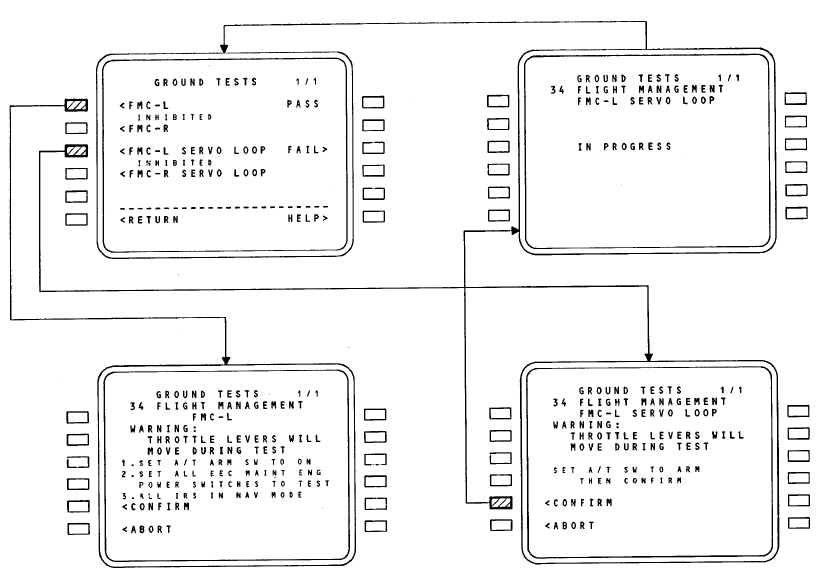 GROUND TESTS 1/1
<FMC-L PASS
INHIBITED
<FMC-R
<FMC-L SERVO LOOP FAIL>
INHIBITED
<FMC-R SERVO LOOP
<RETURN HELP>
GROUND TESTS 1/1
34 FLIGHT MANAGEMENT
FMC-L SERVO LOOP
IN PROGRESS
GROUND TESTS 1/1
34 FLIGHT MANAGEMENT
FMC-L
WARNING:
THROTTLE LEVERS WILL
MOVE DURING TEST
1.SET A/T ARM SW TO ON
2.SET ALL EEC MAINT ENG
POWER SWITCHES TO TEST
3.ALL IRS IN NAV MODE
<CONFIRM
<ABORT
GROUND TESTS 1/1
34 FLIGHT MANAGEMENT
FMC-L SERVO LOOP
WARNING:
THROTTLE LEVERS WILL
MOVE DURING TEST
SET A/T SW TO ARM
THEN CONFIRM
<CONFIRM
<ABORT